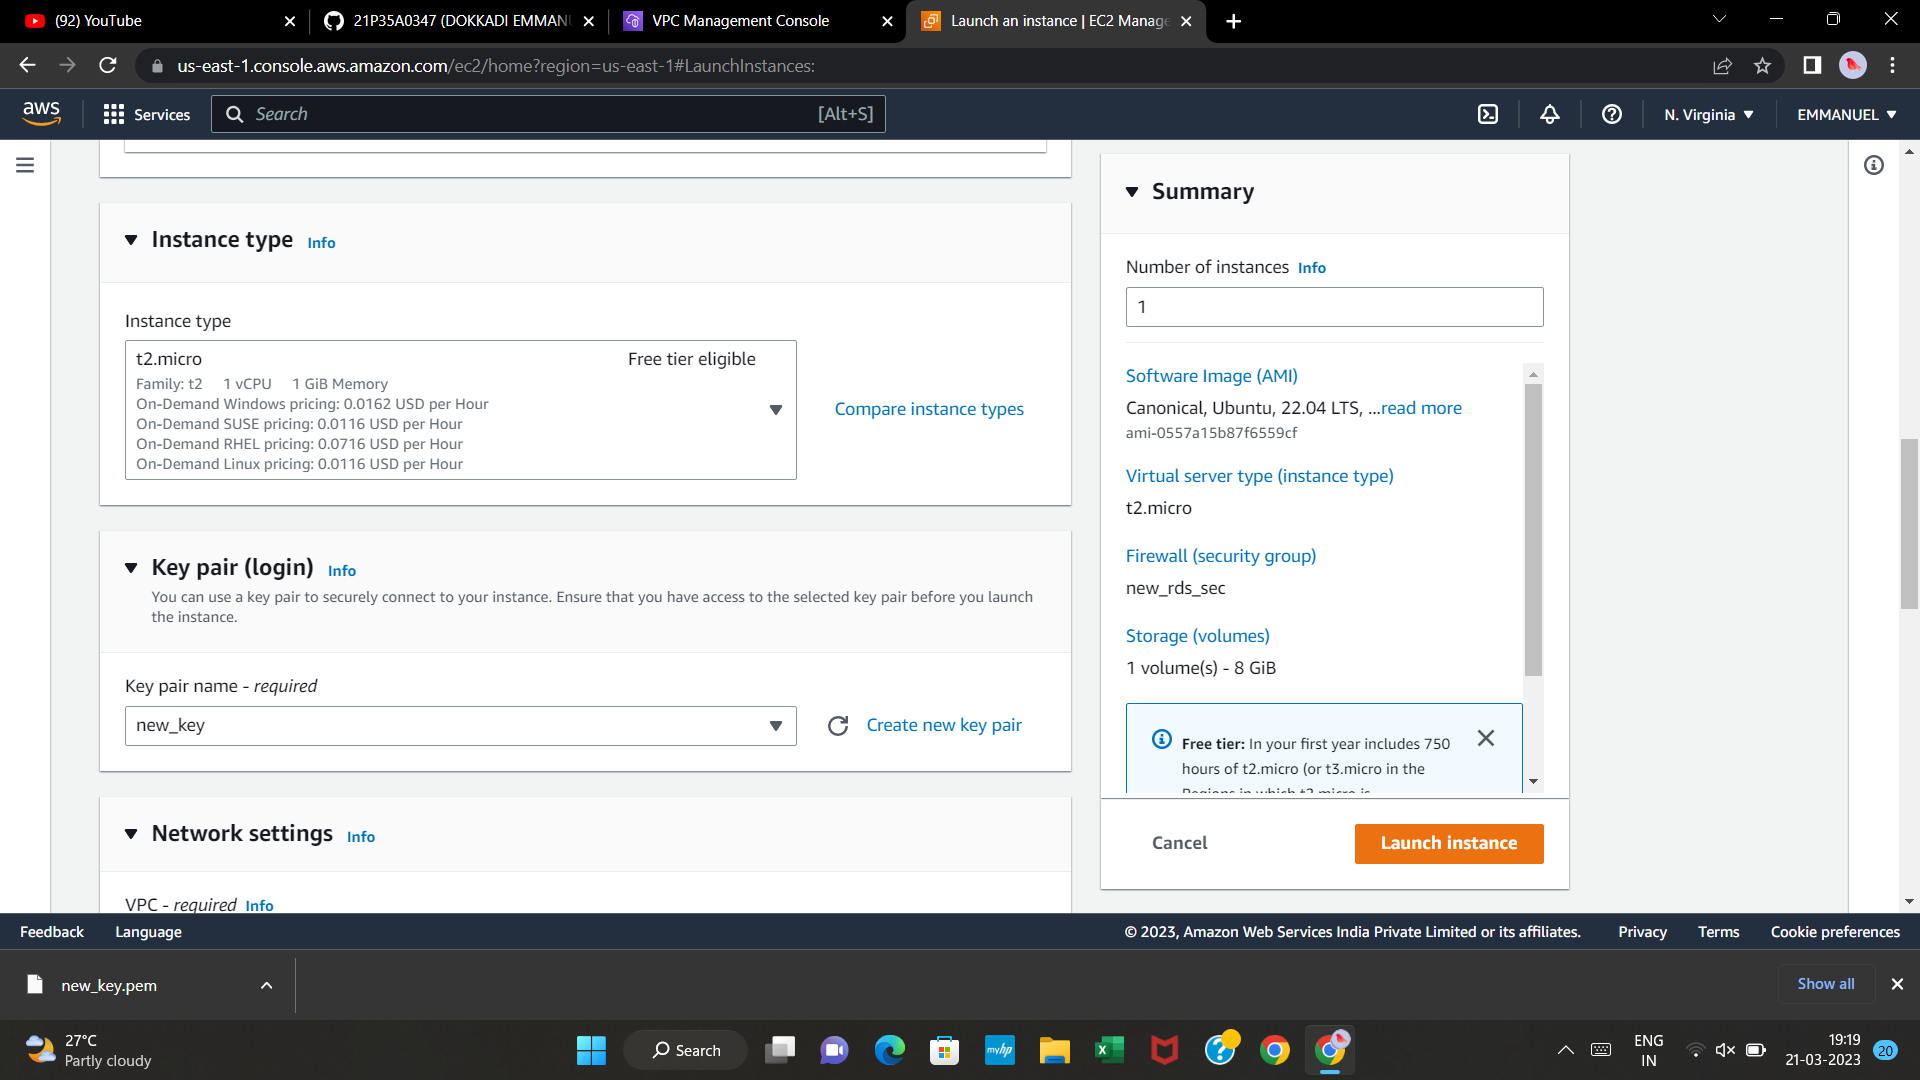 (92) YouTube
21P35A0347 (DOKKADI EMMANU
VPC Management Console
Launch an instance | EC2 Manage
us-east-1.console.aws.amazon.com/ec2/home?region=us-east-1#LaunchInstances:
aws
Services
Search
[Alt+S]
N. Virginia
EMMANUEL
Instance type Info
Instance type
t2.micro
Free tier eligible
Family: t2 1 vCPU 1 GiB Memory
On-Demand Windows pricing: 0.0162 USD per Hour
On-Demand SUSE pricing: 0.0116 USD per Hour
On-Demand RHEL pricing: 0.0716 USD per Hour
On-Demand Linux pricing: 0.0116 USD per Hour
Compare instance types
Key pair (login) Info
You can use a key pair to securely connect to your instance. Ensure that you have access to the selected key pair before you launch
the instance.
Key pair name - required
new_key
Create new key pair
Network settings Info
VPC - required Info
Summary
Number of instances Info
1
Software Image (AMI)
Canonical, Ubuntu, 22.04 LTS, ...read more
ami-0557a15b87f6559cf
Virtual server type (instance type)
t2.micro
Firewall (security group)
new_rds_sec
Storage (volumes)
1 volume(s) - 8 GiB
Free tier: In your first year includes 750
hours of t2.micro (or t3.micro in the
Regions in which t2.micro is
Cancel
Launch instance
Feedback
Language
© 2023, Amazon Web Services India Private Limited or its affiliates.
Privacy
Terms
Cookie preferences
new_key.pem
Show all
27°C
Partly cloudy
Search
myhp
ENG
IN
19:19
21-03-2023
20